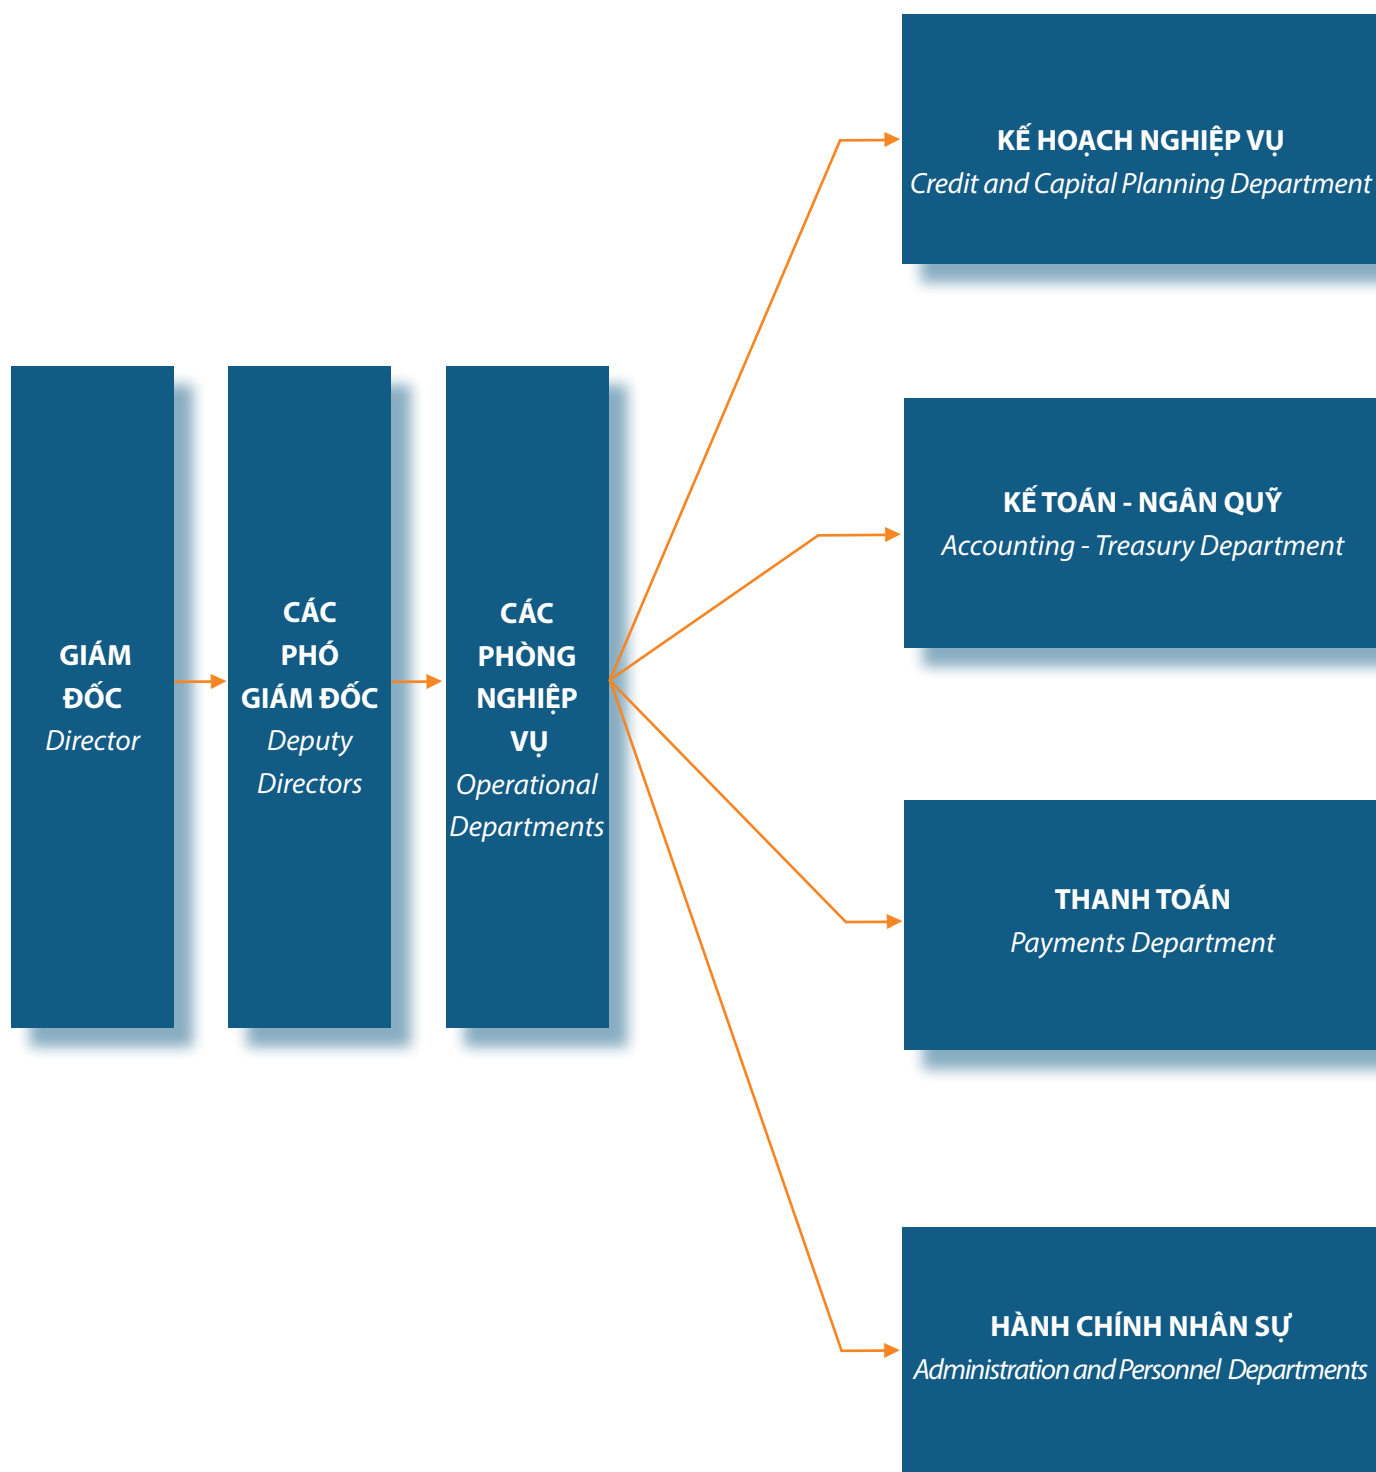 GIÁM
ĐỐC
Director
CÁC
PHÓ
GIÁM ĐỐC
Deputy
Directors
CÁC
PHÒNG
NGHIỆP
VỤ
Operational
Departments
KẾ HOẠCH NGHIỆP VỤ
Credit and Capital Planning Department
KẾ TOÁN - NGÂN QUỸ
Accounting - Treasury Department
THANH TOÁN
Payments Department
HÀNH CHÍNH NHÂN SỰ
Administration and Personnel Departments